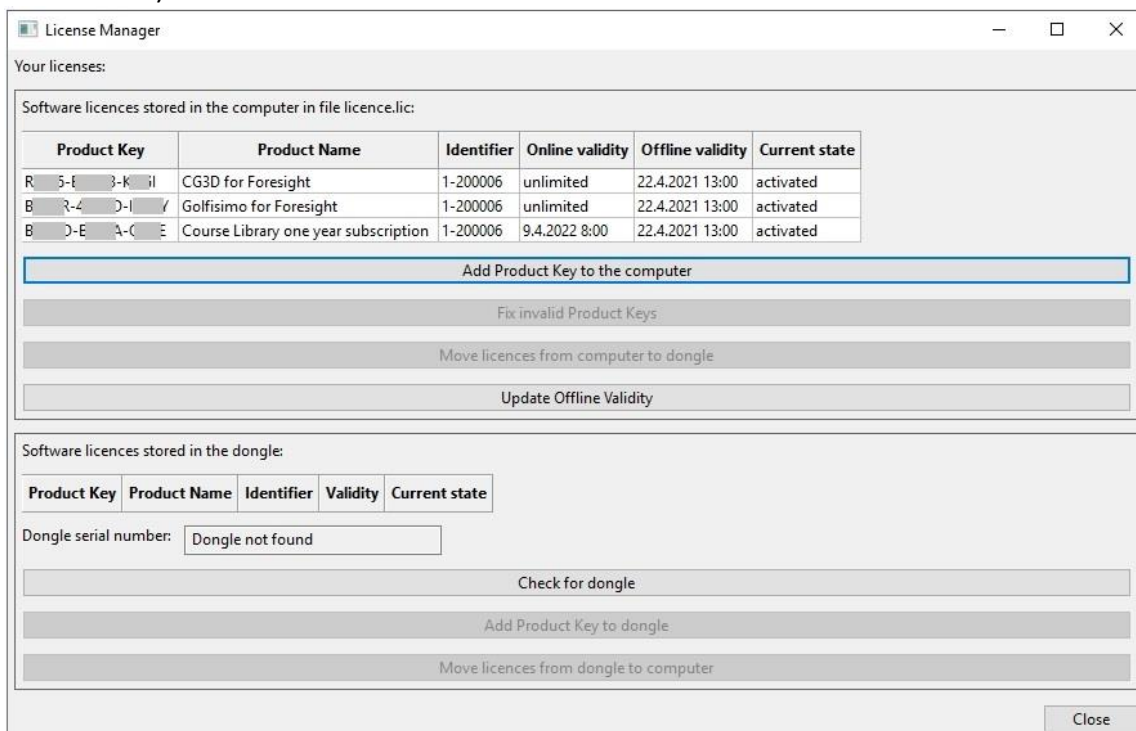 License Manager
Your licenses:
Software licences stored in the computer in file licence.lic:
Product Key Product Name Identifier Online validity Offline validity Current state
CG3D for Foresight 1-200006 unlimited 22.4.2021 13:00 activated
Golfisimo for Foresight 1-200006 unlimited 22.4.2021 13:00 activated
Course Library one year subscription 1-200006 9.4.2022 8:00 22.4.2021 13:00 activated
Add Product Key to the computer
Fix invalid Product Keys
Move licences from computer to dongle
Update Offline Validity
Software licences stored in the dongle:
Product Key Product Name Identifier Validity Current state
Dongle serial number: Dongle not found
Check for dongle
Add Product Key to dongle
Move licences from dongle to computer
Close